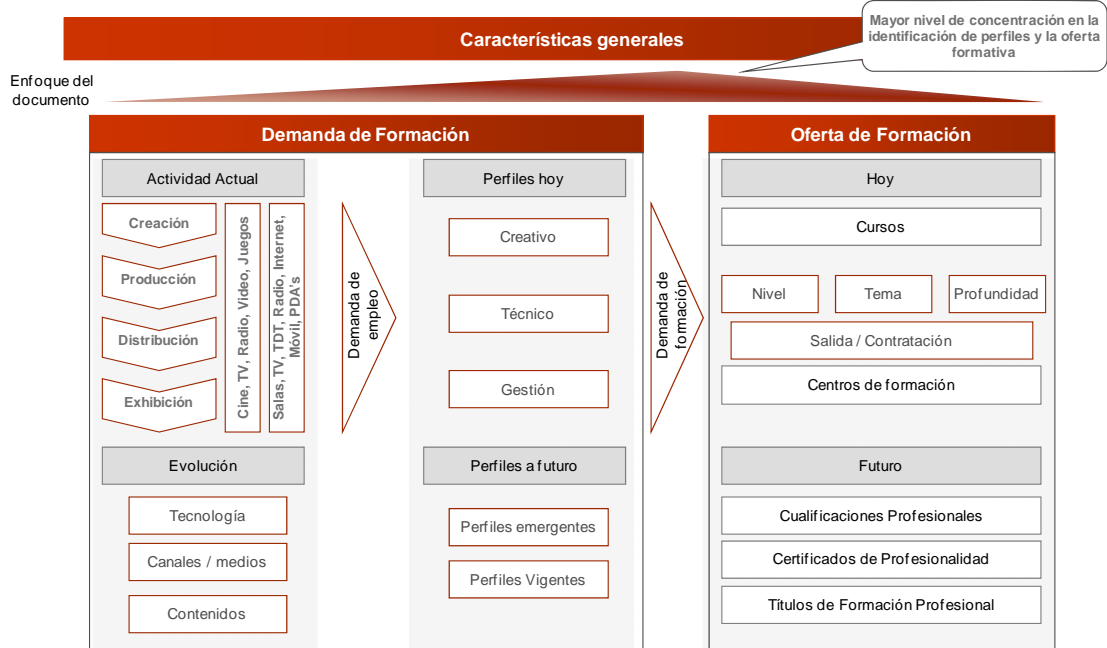 Mayor nivel de concentración en la
identificación de perfiles y la oferta
formativa
Características generales
Enfoque del
documento
Demanda de Formación
Oferta de Formación
Actividad Actual
Perfiles hoy
Hoy
Creación
Producción
Distribución
Exhibición
Cine, TV, Radio, Video, Juegos
Salas, TV, TDT, Radio, Internet,
Móvil, PDA's
Demanda de
empleo
Creativo
Técnico
Gestión
Demanda de
formación
Cursos
Nivel
Tema
Profundidad
Salida / Contratación
Centros de formación
Evolución
Perfiles a futuro
Futuro
Tecnología
Canales / medios
Contenidos
Perfiles emergentes
Perfiles Vigentes
Cualificaciones Profesionales
Certificados de Profesionalidad
Títulos de Formación Profesional